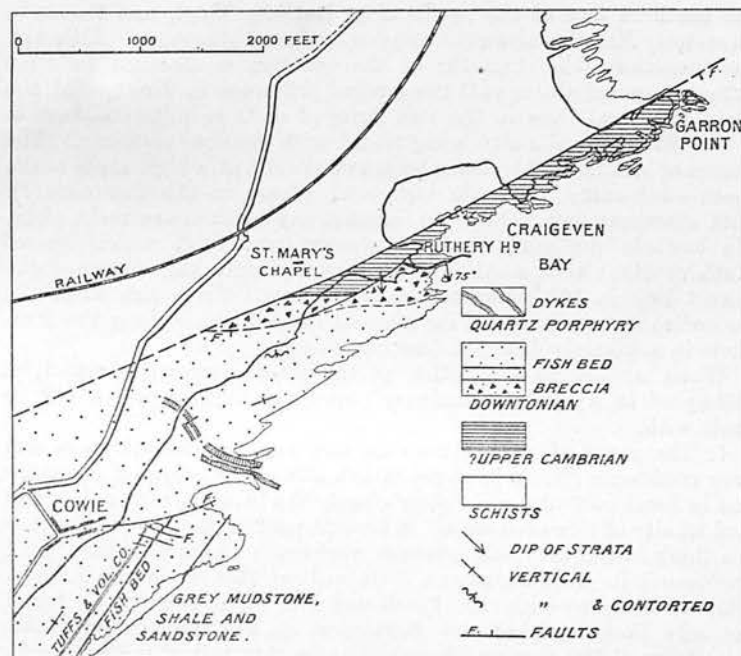 0 1000 2000 FEET
F.
GARRON
POINT
CRAIGEVEN
BAY
RUTHERY HD
75°
ST. MARY'S
CHAPEL
RAILWAY
F.
DYKES
QUARTZ PORPHYRY
FISH BED
BRECCIA
DOWNTONIAN
?UPPER CAMBRIAN
SCHISTS
DIP OF STRATA
VERTICAL
" & CONTORTED
F. FAULTS
COWIE
F.
TUFFS & VOL. CO.
FISH BED
GREY MUDSTONE,
SHALE AND
SANDSTONE.